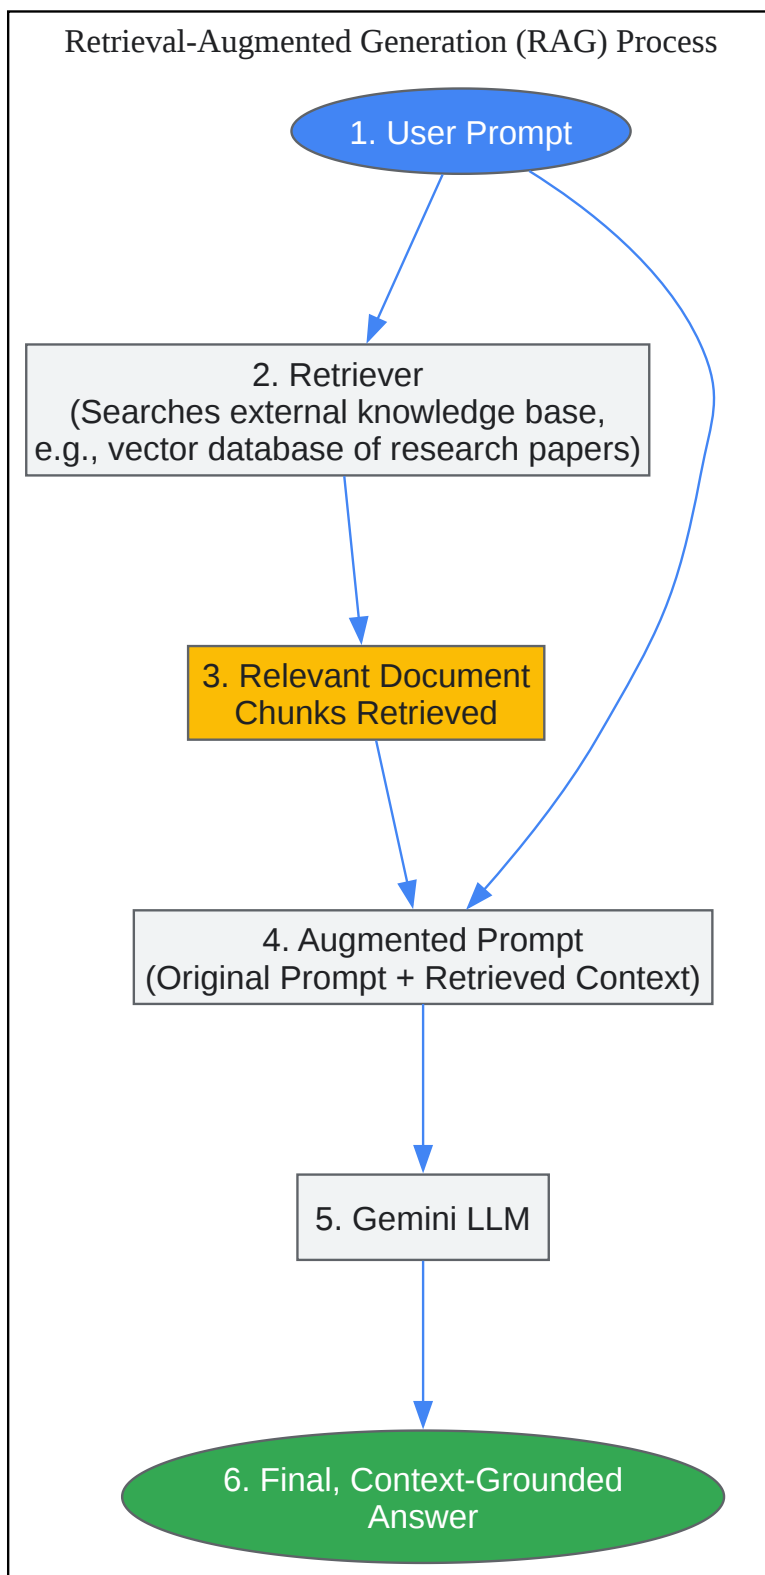 Retrieval-Augmented Generation (RAG) Process
1. User Prompt
2. Retriever
(Searches external knowledge base,
e.g., vector database of research papers)
3. Relevant Document
Chunks Retrieved
4. Augmented Prompt
(Original Prompt + Retrieved Context)
5. Gemini LLM
6. Final, Context-Grounded
Answer